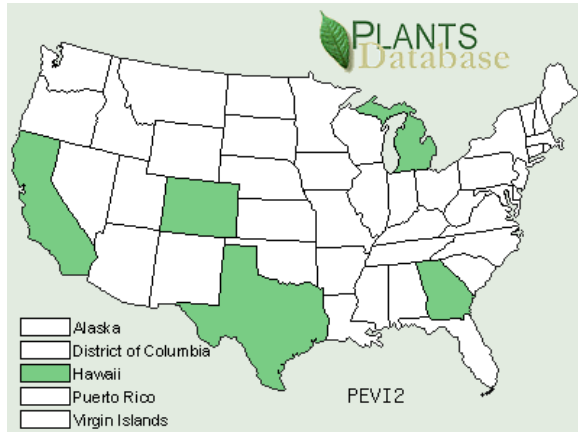 PLANTS
Database
Alaska
District of Columbia
Hawaii
Puerto Rico
Virgin Islands
PEVI2